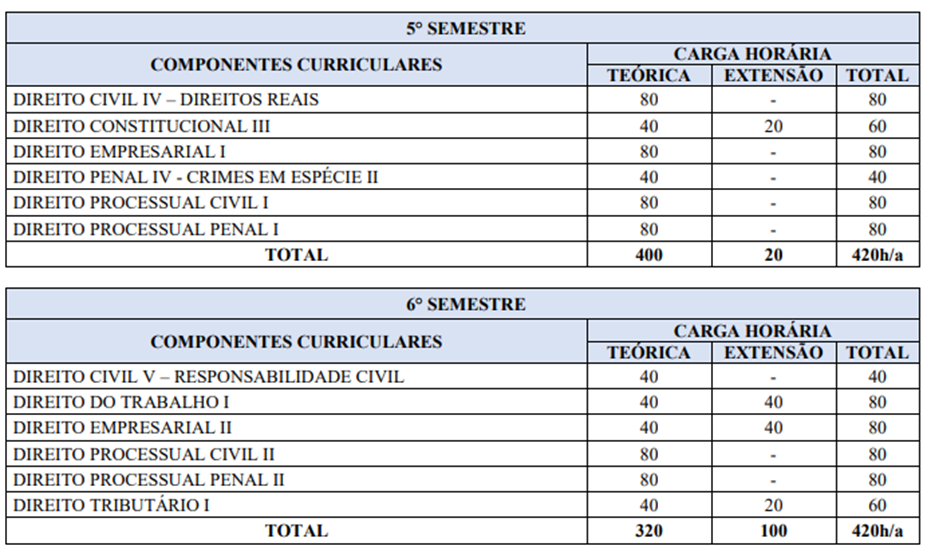 5° SEMESTRE
COMPONENTES CURRICULARES CARGA HORÁRIA
TEÓRICA EXTENSÃO TOTAL
DIREITO CIVIL IV – DIREITOS REAIS 80 - 80
DIREITO CONSTITUCIONAL III 40 20 60
DIREITO EMPRESARIAL I 80 - 80
DIREITO PENAL IV - CRIMES EM ESPÉCIE II 40 - 40
DIREITO PROCESSUAL CIVIL I 80 - 80
DIREITO PROCESSUAL PENAL I 80 - 80
TOTAL 400 20 420h/a
6° SEMESTRE
COMPONENTES CURRICULARES CARGA HORÁRIA
TEÓRICA EXTENSÃO TOTAL
DIREITO CIVIL V – RESPONSABILIDADE CIVIL 40 - 40
DIREITO DO TRABALHO I 40 40 80
DIREITO EMPRESARIAL II 40 40 80
DIREITO PROCESSUAL CIVIL II 80 - 80
DIREITO PROCESSUAL PENAL II 80 - 80
DIREITO TRIBUTÁRIO I 40 20 60
TOTAL 320 100 420h/a